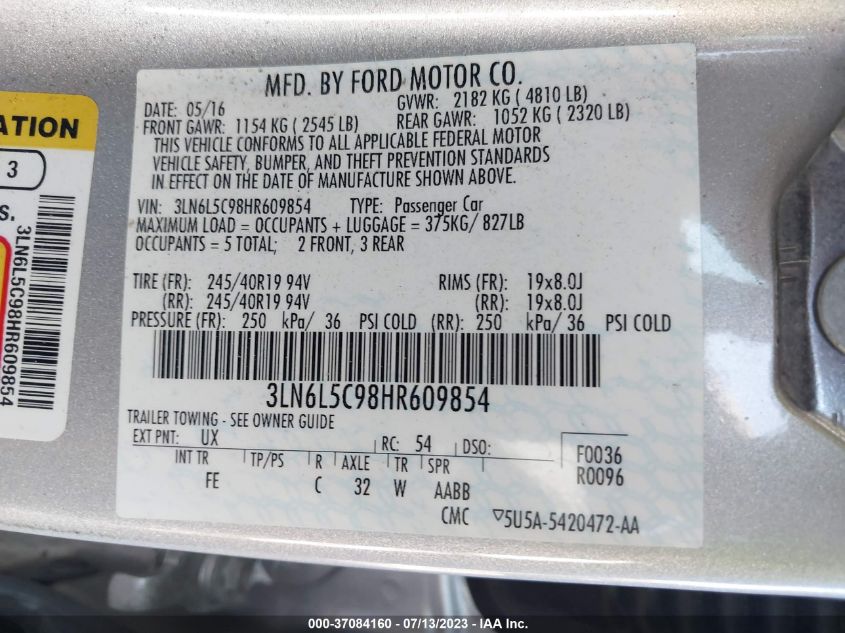 ATION
3
S.
3LN6L5C98HR609854
MFD. BY FORD MOTOR CO.
DATE: 05/16 GVWR: 2182 KG ( 4810 LB)
FRONT GAWR: 1154 KG ( 2545 LB) REAR GAWR: 1052 KG ( 2320 LB)
THIS VEHICLE CONFORMS TO ALL APPLICABLE FEDERAL MOTOR
VEHICLE SAFETY, BUMPER, AND THEFT PREVENTION STANDARDS
IN EFFECT ON THE DATE OF MANUFACTURE SHOWN ABOVE.
VIN: 3LN6L5C98HR609854 TYPE: Passenger Car
MAXIMUM LOAD = OCCUPANTS + LUGGAGE = 375KG/ 827LB
OCCUPANTS = 5 TOTAL; 2 FRONT, 3 REAR
TIRE (FR): 245/40R19 94V RIMS (FR): 19x8.0J
(RR): 245/40R19 94V (RR): 19x8.0J
PRESSURE (FR): 250 kPa/ 36 PSI COLD (RR): 250 kPa/ 36 PSI COLD
3LN6L5C98HR609854
TRAILER TOWING - SEE OWNER GUIDE
EXT PNT: UX RC: 54 DSO: F0036
INT TR TP/PS R AXLE TR SPR R0096
FE C 32 W AABB
CMC ▽5U5A-5420472-AA
000-37084160 - 07/13/2023 - IAA Inc.